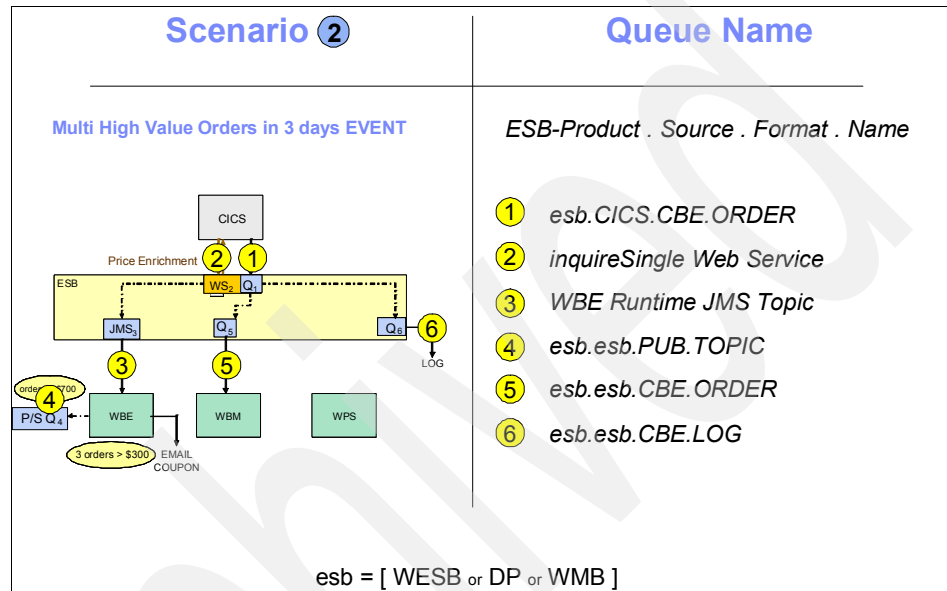 Scenario 2
Queue Name
Multi High Value Orders in 3 days EVENT
ESB-Product . Source . Format . Name
CICS
Price Enrichment
2
1
ESB
WS2
Q1
JMS3
Q5
Q6
6
3
5
LOG
4
$700
P/S Q4
WBE
WBM
WPS
3 orders > $300
EMAIL
COUPON
1 esb.CICS.CBE.ORDER
2 inquireSingle Web Service
3 WBE Runtime JMS Topic
4 esb.esb.PUB.TOPIC
5 esb.esb.CBE.ORDER
6 esb.esb.CBE.LOG
esb = [ WESB or DP or WMB ]